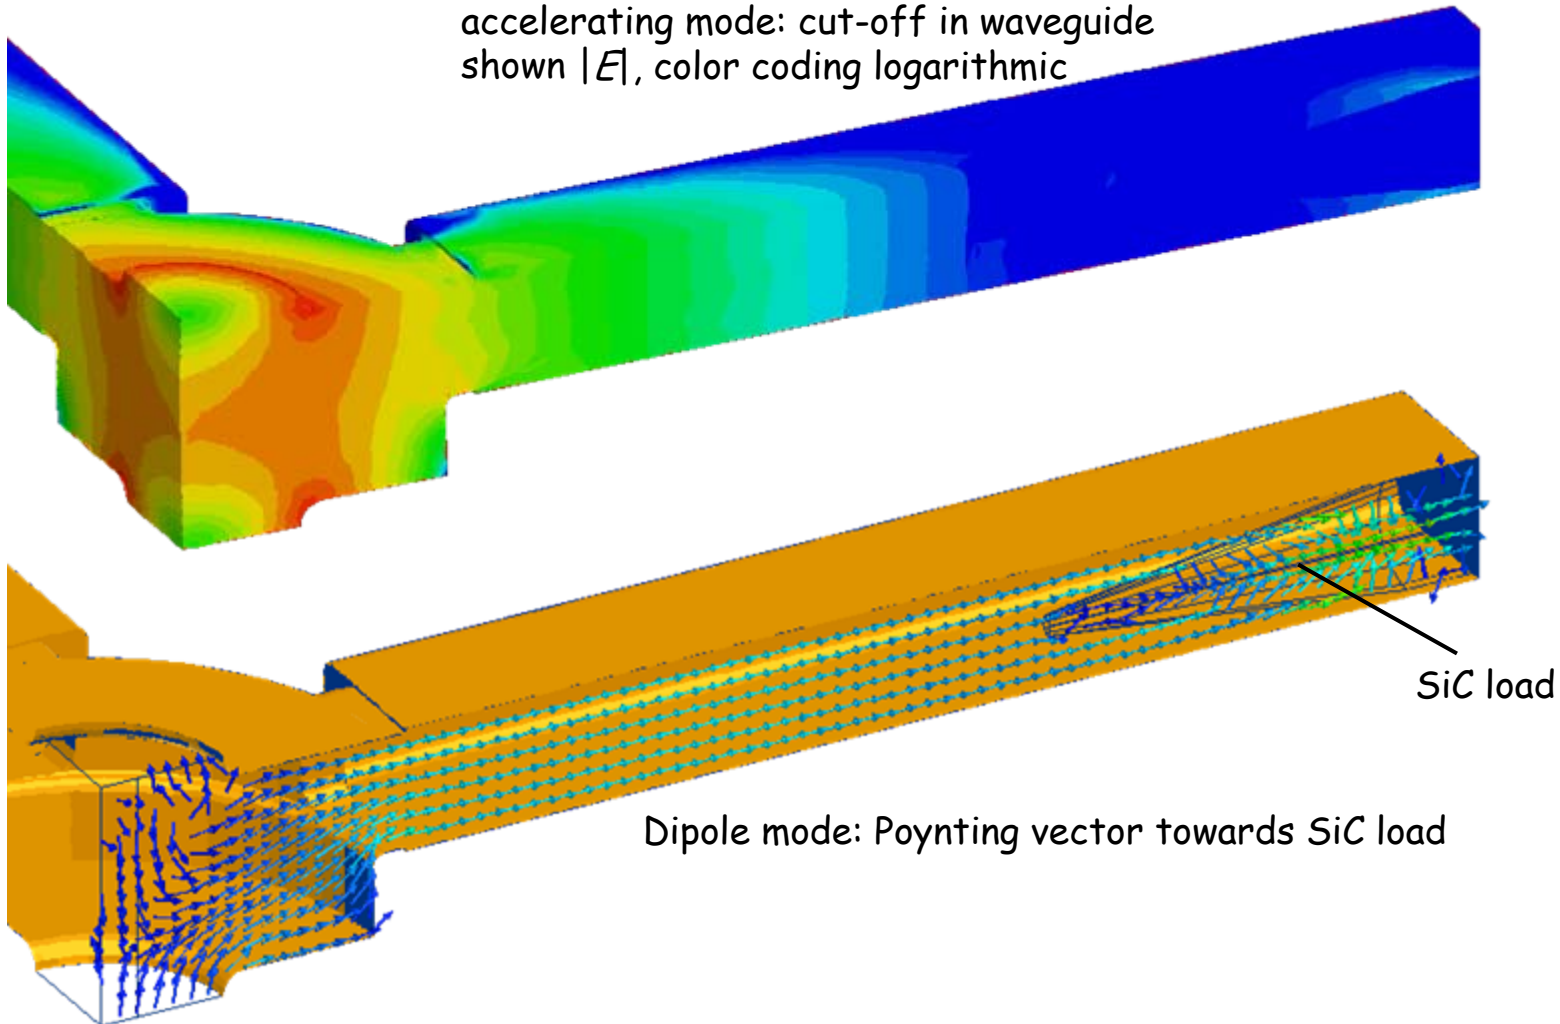 accelerating mode: cut-off in waveguide
shown |E|, color coding logarithmic
SiC load
Dipole mode: Poynting vector towards SiC load